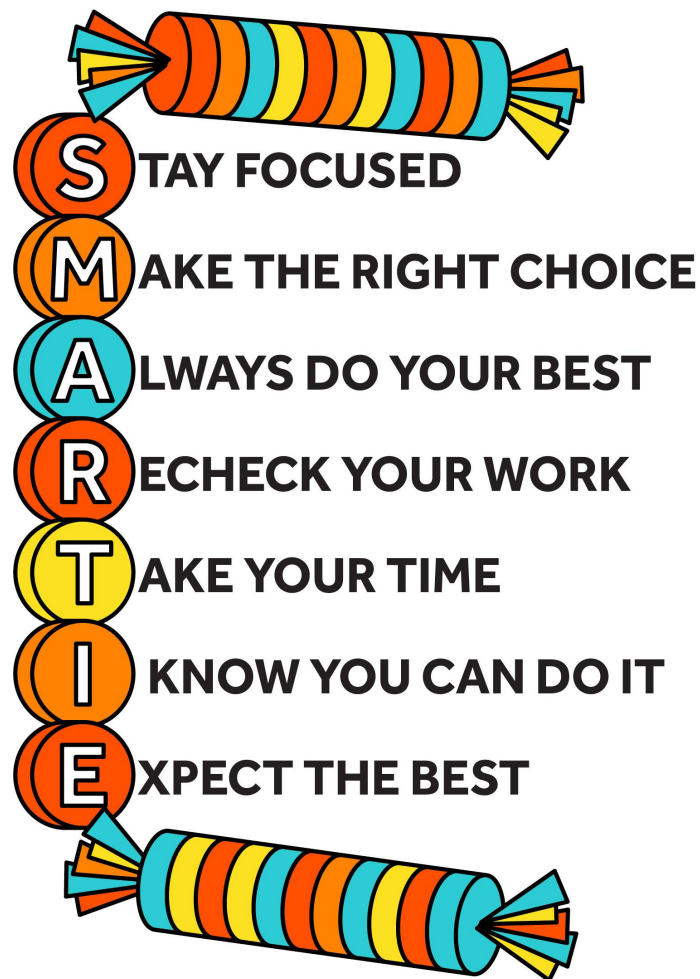 STAY FOCUSED
MAKE THE RIGHT CHOICE
ALWAYS DO YOUR BEST
RECHECK YOUR WORK
TAKE YOUR TIME
I KNOW YOU CAN DO IT
EXPECT THE BEST